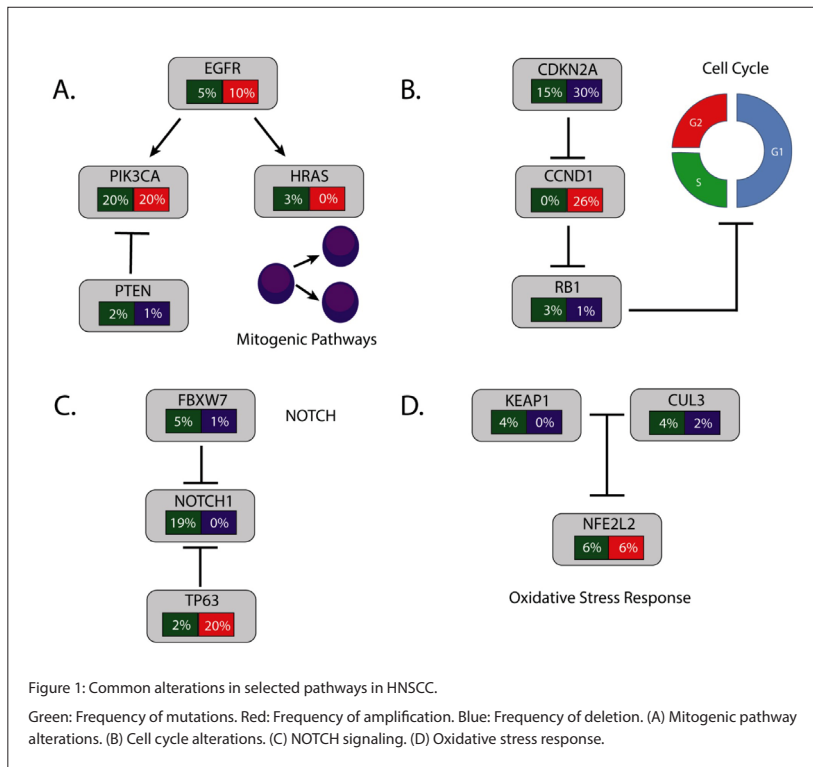 A.
EGFR
5% 10%
PIK3CA
20% 20%
HRAS
3% 0%
PTEN
2% 1%
Mitogenic Pathways
B.
CDKN2A
15% 30%
CCND1
0% 26%
RB1
3% 1%
Cell Cycle
G2
G1
S
C.
FBXW7
5% 1%
NOTCH
NOTCH1
19% 0%
TP63
2% 20%
D.
KEAP1
4% 0%
CUL3
4% 2%
NFE2L2
6% 6%
Oxidative Stress Response
Figure 1: Common alterations in selected pathways in HNSCC.
Green: Frequency of mutations. Red: Frequency of amplification. Blue: Frequency of deletion. (A) Mitogenic pathway
alterations. (B) Cell cycle alterations. (C) NOTCH signaling. (D) Oxidative stress response.